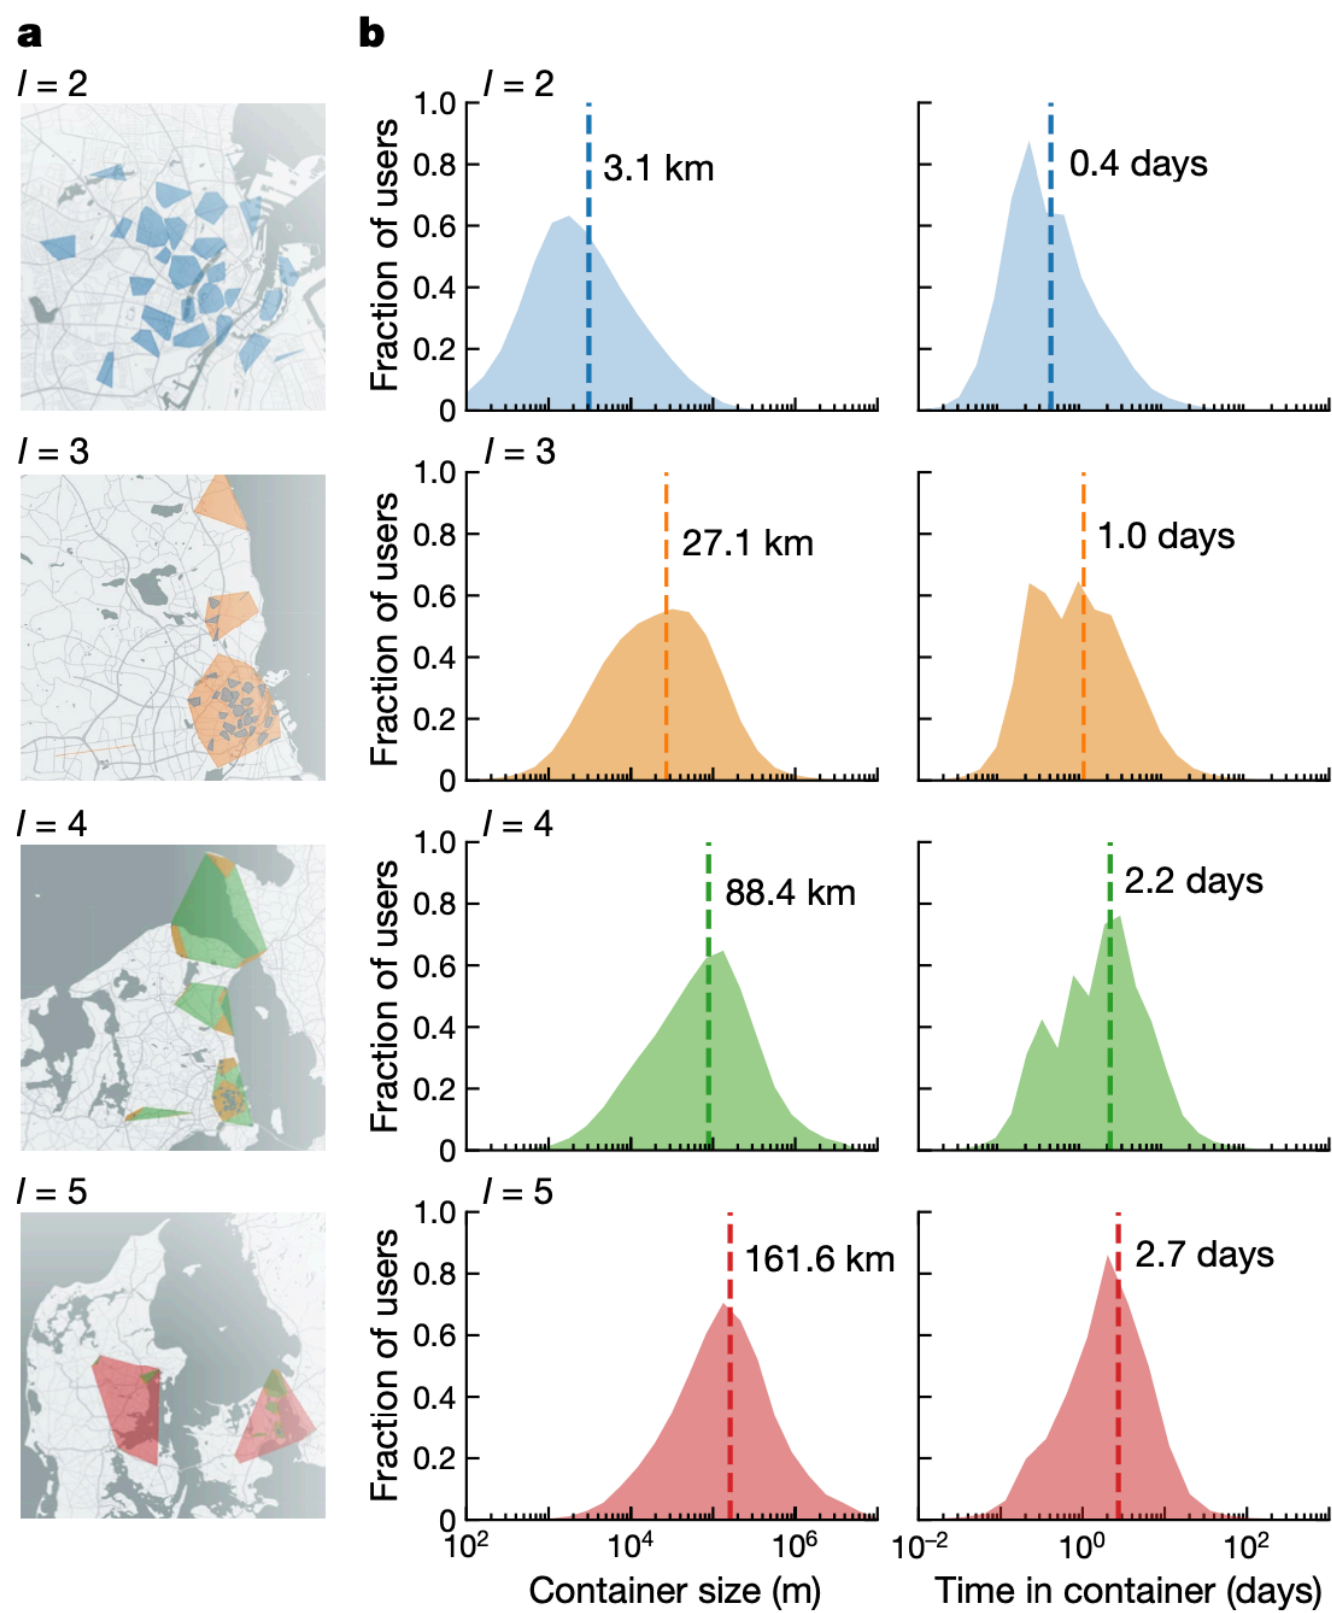 a
b
l = 2
l = 2
1.0
0.8
0.6
0.4
0.2
0
Fraction of users
3.1 km
0.4 days
l = 3
l = 3
1.0
0.8
0.6
0.4
0.2
0
Fraction of users
27.1 km
1.0 days
l = 4
l = 4
1.0
0.8
0.6
0.4
0.2
0
Fraction of users
88.4 km
2.2 days
l = 5
l = 5
1.0
0.8
0.6
0.4
0.2
0
Fraction of users
161.6 km
2.7 days
10² 10⁴ 10⁶
10⁻² 10⁰ 10²
Container size (m)
Time in container (days)